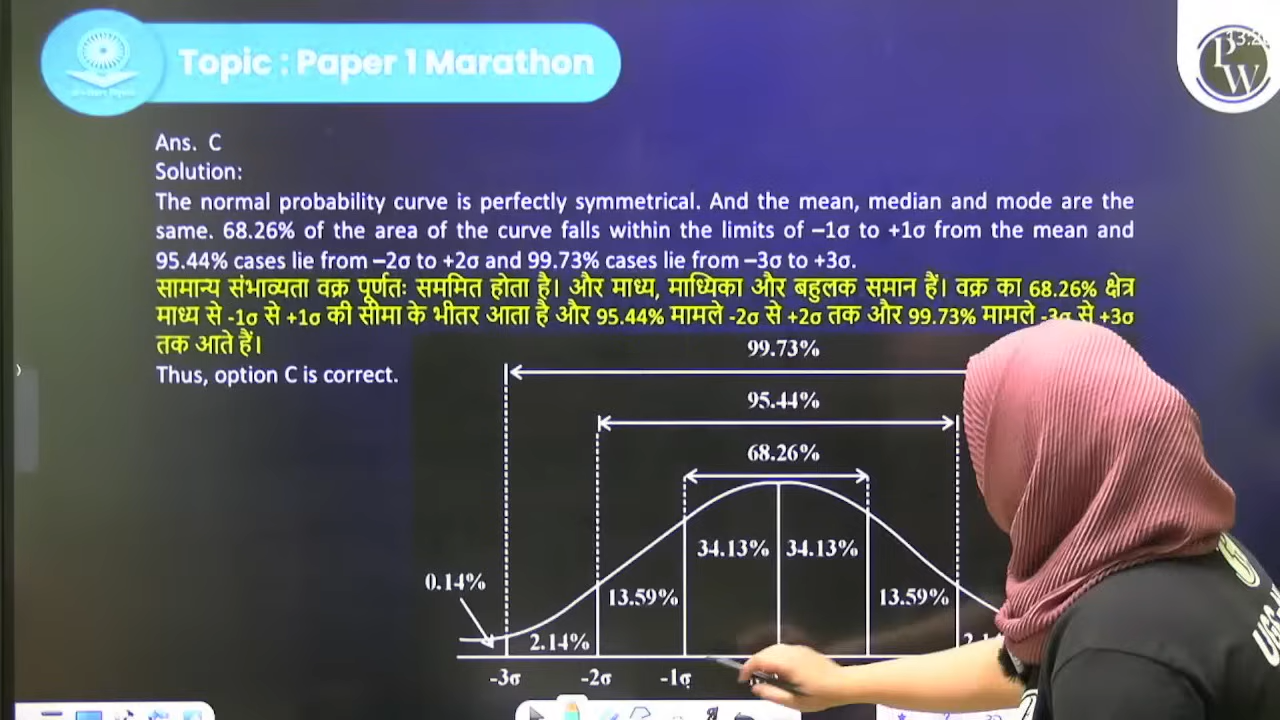 Topic : Paper 1 Marathon
PW
Ans. C
Solution:
The normal probability curve is perfectly symmetrical. And the mean, median and mode are the
same. 68.26% of the area of the curve falls within the limits of –1σ to +1σ from the mean and
95.44% cases lie from –2σ to +2σ and 99.73% cases lie from –3σ to +3σ.
सामान्य संभाव्यता वक्र पूर्णतः सममित होता है। और माध्य, माध्यिका और बहुलक समान हैं। वक्र का 68.26% क्षेत्र
माध्य से -1σ से +1σ की सीमा के भीतर आता है और 95.44% मामले -2σ से +2σ तक और 99.73% मामले -3σ से +3σ
तक आते हैं।
Thus, option C is correct.
99.73%
95.44%
68.26%
34.13% 34.13%
0.14%
13.59% 13.59%
2.14%
-3σ -2σ -1σ